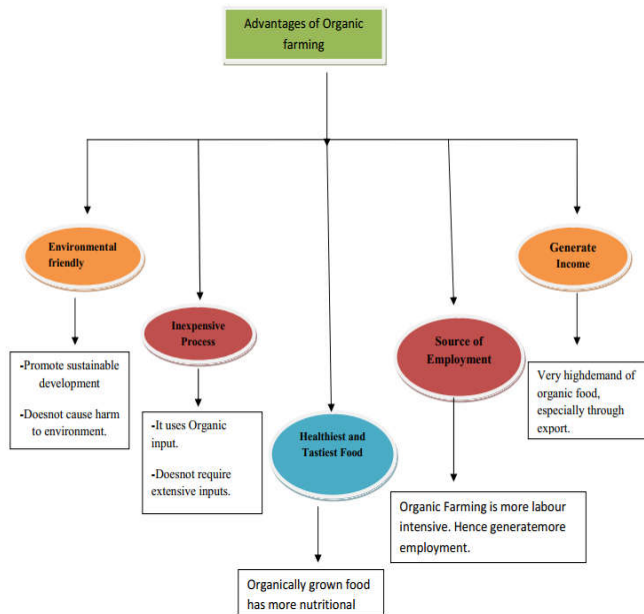 Advantages of Organic
farming
Environmental
friendly
-Promote sustainable
development
-Doesnot cause harm
to environment.
Inexpensive
Process
-It uses Organic
input.
-Doesnot require
extensive inputs.
Healthiest and
Tastiest Food
Organically grown food
has more nutritional
Source of
Employment
Organic Farming is more labour
intensive. Hence generatemore
employment.
Generate
Income
Very highdemand of
organic food,
especially through
export.